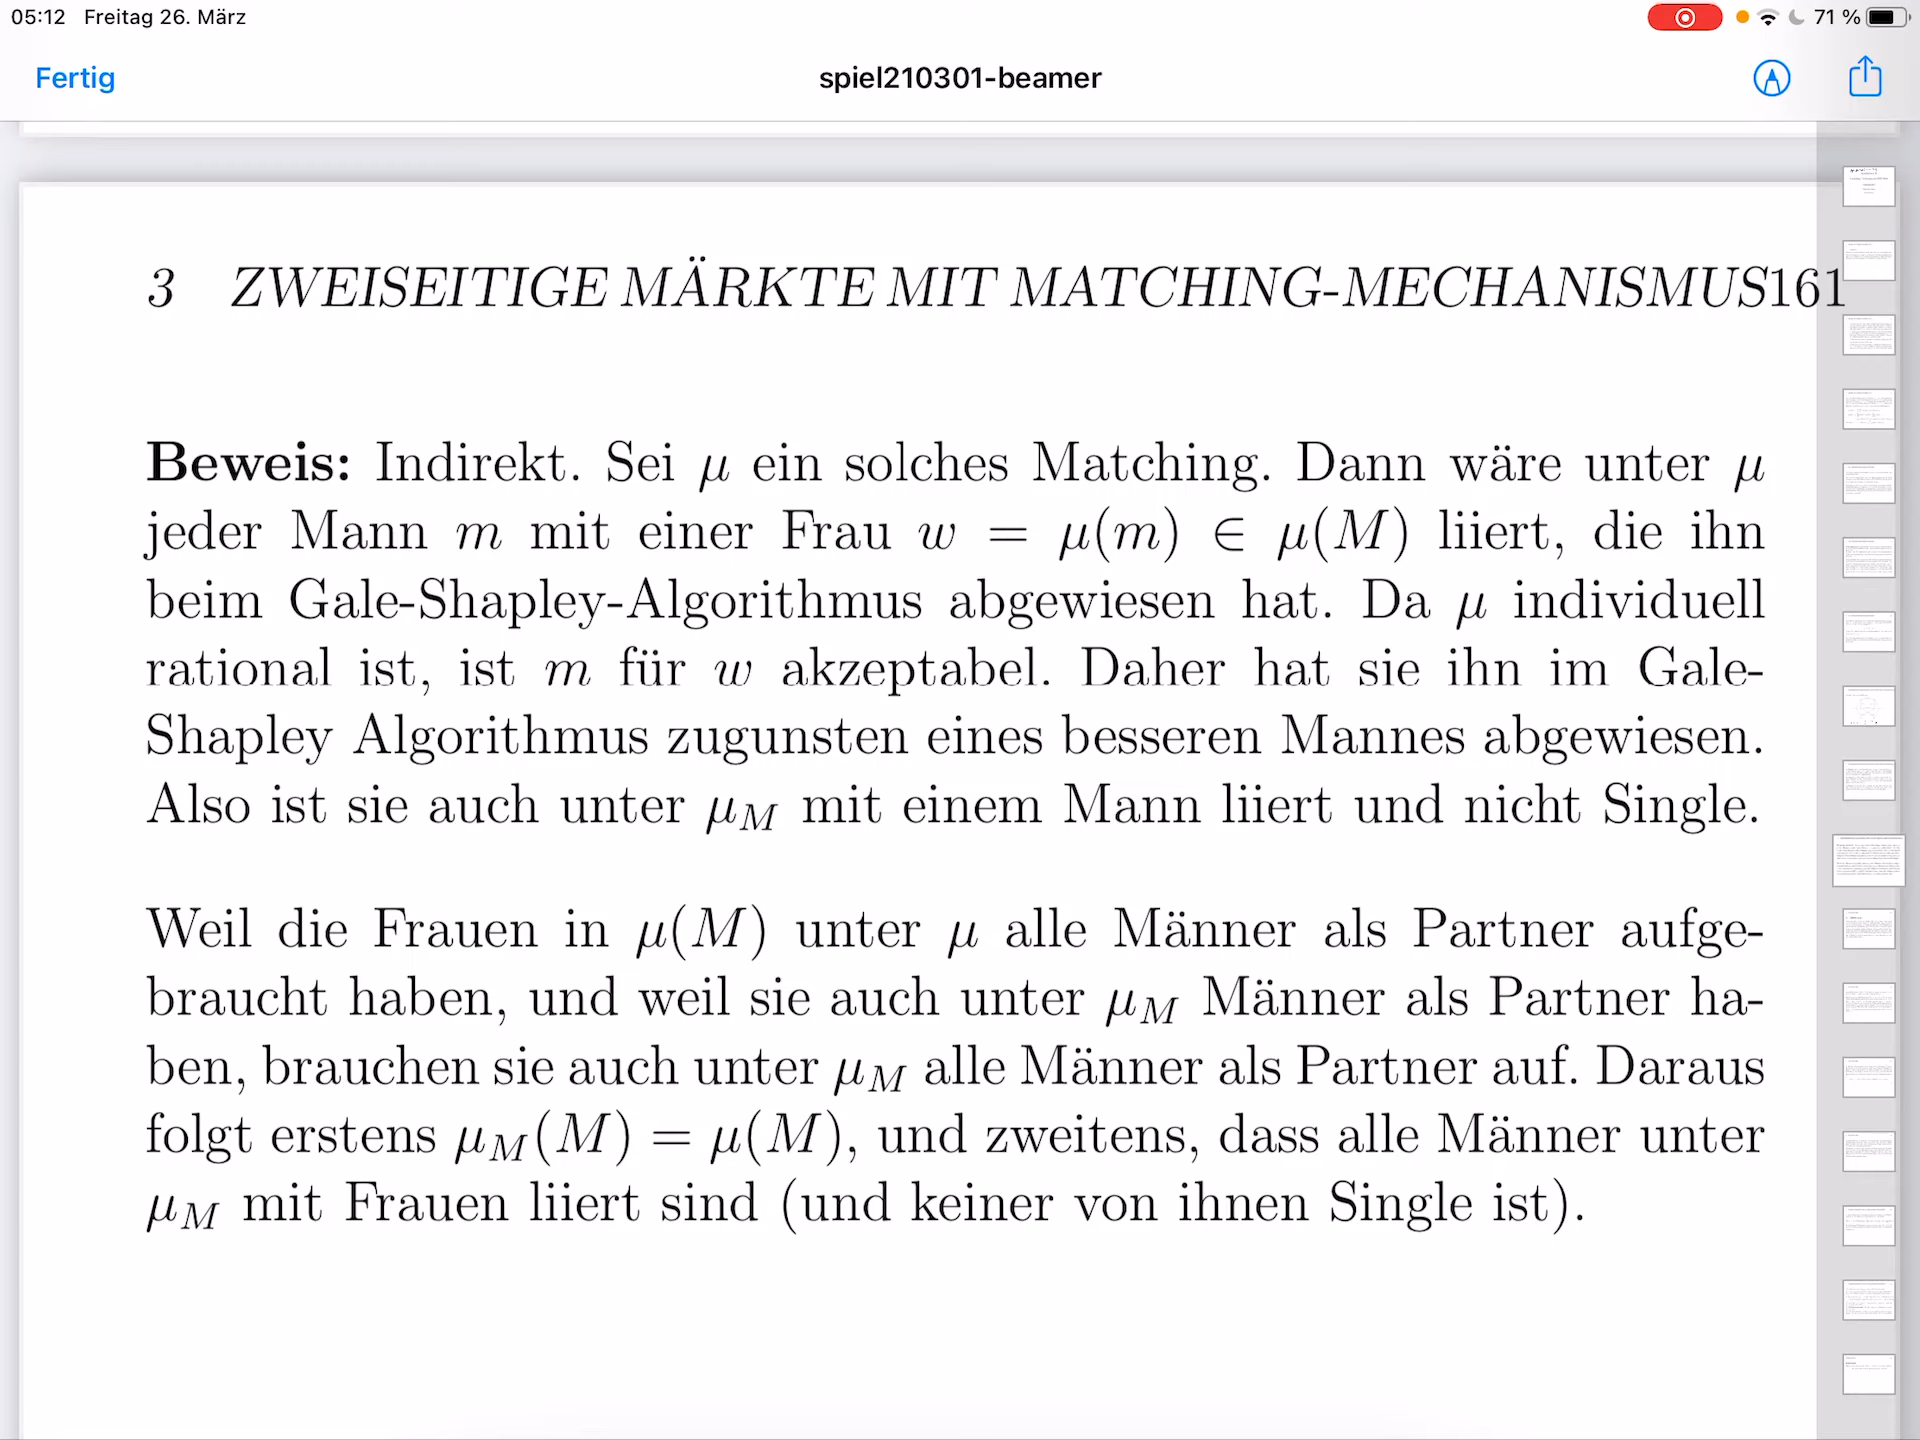 05:12 Freitag 26. März 71 %
Fertig spiel210301-beamer
3 ZWEISEITIGE MÄRKTE MIT MATCHING-MECHANISMUS161
Beweis: Indirekt. Sei μ ein solches Matching. Dann wäre unter μ
jeder Mann m mit einer Frau w = μ(m) ∈ μ(M) liiert, die ihn
beim Gale-Shapley-Algorithmus abgewiesen hat. Da μ individuell
rational ist, ist m für w akzeptabel. Daher hat sie ihn im Gale-
Shapley Algorithmus zugunsten eines besseren Mannes abgewiesen.
Also ist sie auch unter μ_M mit einem Mann liiert und nicht Single.
Weil die Frauen in μ(M) unter μ alle Männer als Partner aufge-
braucht haben, und weil sie auch unter μ_M Männer als Partner ha-
ben, brauchen sie auch unter μ_M alle Männer als Partner auf. Daraus
folgt erstens μ_M(M) = μ(M), und zweitens, dass alle Männer unter
μ_M mit Frauen liiert sind (und keiner von ihnen Single ist).